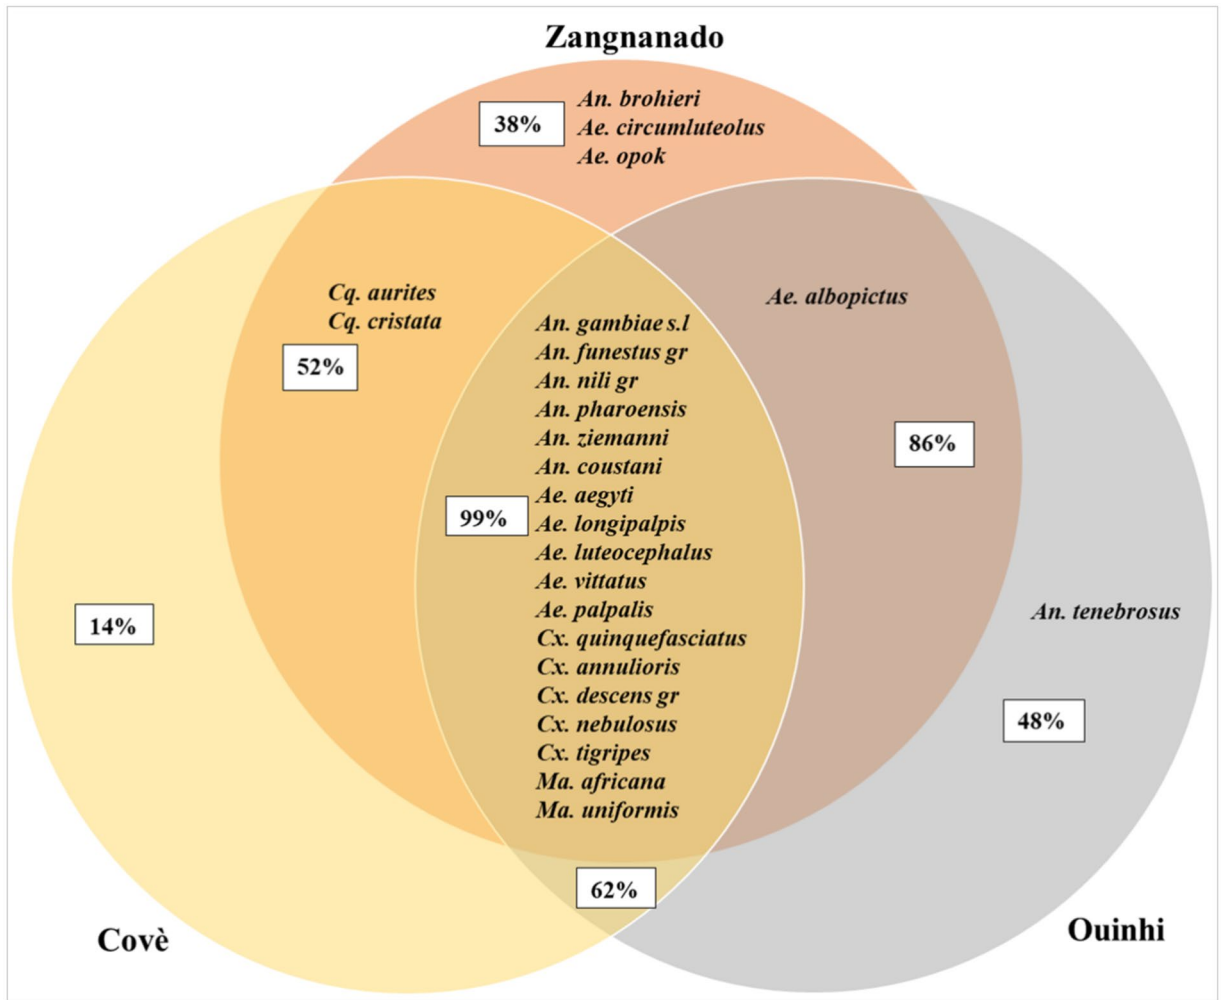 Zangnanado
38%
An. brohieri
Ae. circumluteolus
Ae. opok
Cq. aurites
Cq. cristata
52%
Ae. albopictus
86%
An. gambiae s.l
An. funestus gr
An. nili gr
An. pharoensis
An. ziemanni
An. coustani
Ae. aegyti
Ae. longipalpis
Ae. luteocephalus
Ae. vittatus
Ae. palpalis
Cx. quinquefasciatus
Cx. annulioris
Cx. descens gr
Cx. nebulosus
Cx. tigripes
Ma. africana
Ma. uniformis
99%
14%
An. tenebrosus
48%
62%
Covè
Ouinhi